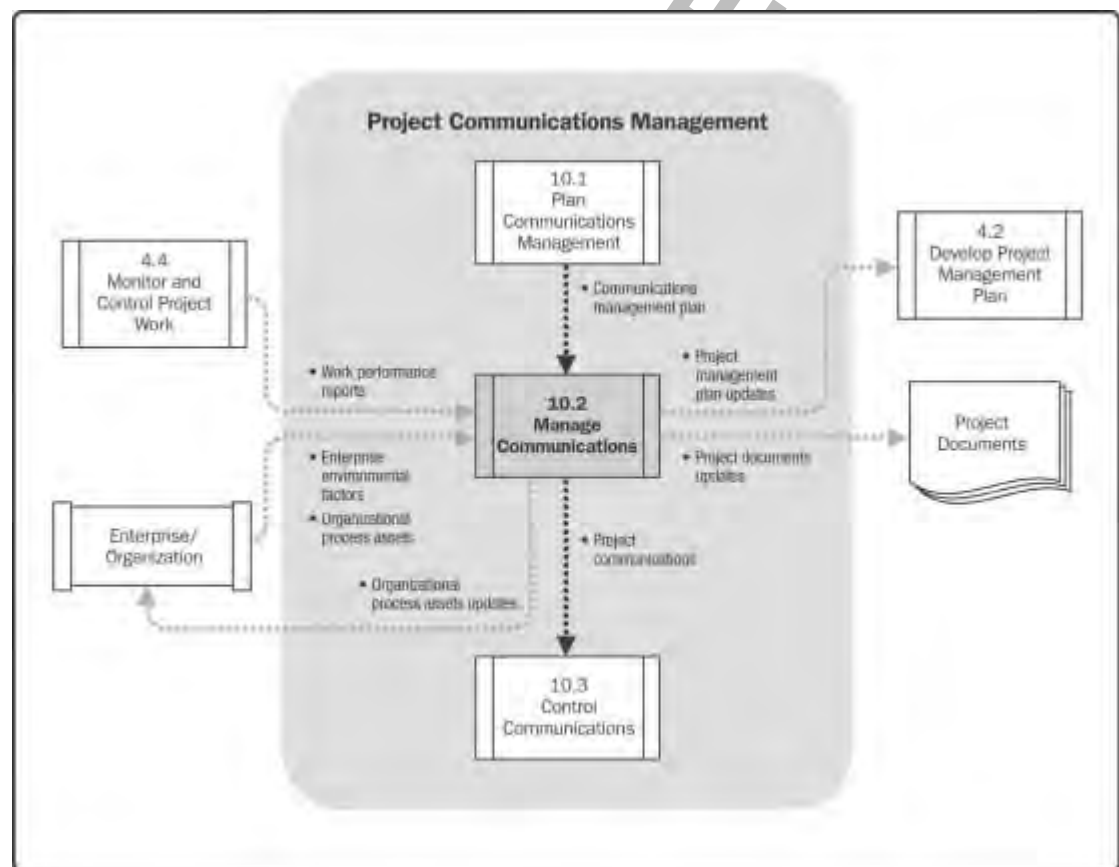 Project Communications Management
10.1
Plan
Communications
Management
4.2
Develop Project
Management
Plan
4.4
Monitor and
Control Project
Work
• Communications
management plan
• Work performance
reports
10.2
Manage
Communications
• Project
management
plan updates
Project
Documents
• Enterprise
environmental
factors
• Organizational
process assets
• Project documents
updates
Enterprise/
Organization
• Project
communications
• Organizational
process assets updates
10.3
Control
Communications